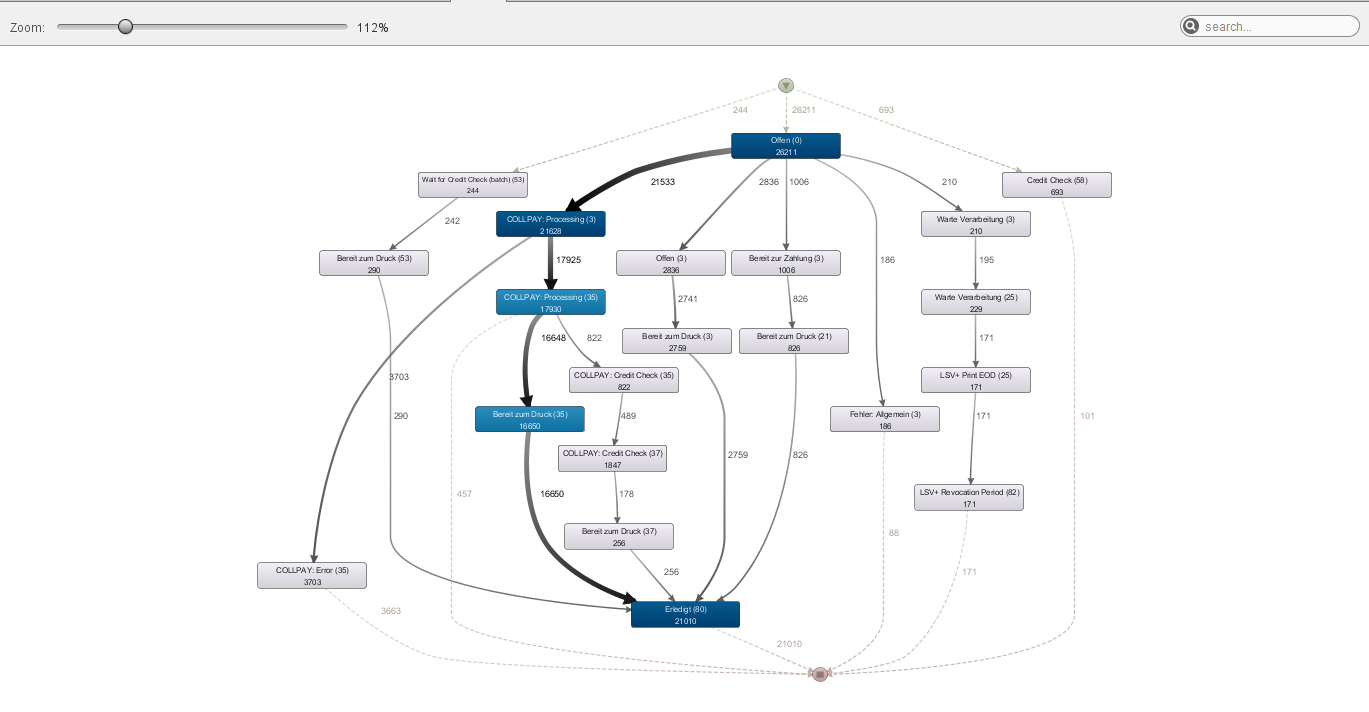 Zoom:
112%
search...
244
26211
693
Offen (0)
26211
Wait for Credit Check (batch) (53)
244
21533
2836
1006
210
Credit Check (58)
693
242
COLLPAY: Processing (3)
21628
Warte Verarbeitung (3)
210
Bereit zum Druck (53)
290
17925
Offen (3)
2836
Bereit zur Zahlung (3)
1006
186
195
COLLPAY: Processing (35)
17930
2741
826
Warte Verarbeitung (25)
229
16648
822
Bereit zum Druck (3)
2759
Bereit zum Druck (21)
826
171
3703
COLLPAY: Credit Check (35)
822
LSV+ Print EOD (25)
171
290
Bereit zum Druck (35)
16650
489
Fehler: Allgemein (3)
186
171
101
COLLPAY: Credit Check (37)
1847
2759
826
457
16650
178
LSV+ Revocation Period (82)
171
Bereit zum Druck (37)
256
88
COLLPAY: Error (35)
3703
256
171
3663
Erledigt (80)
21010
21010